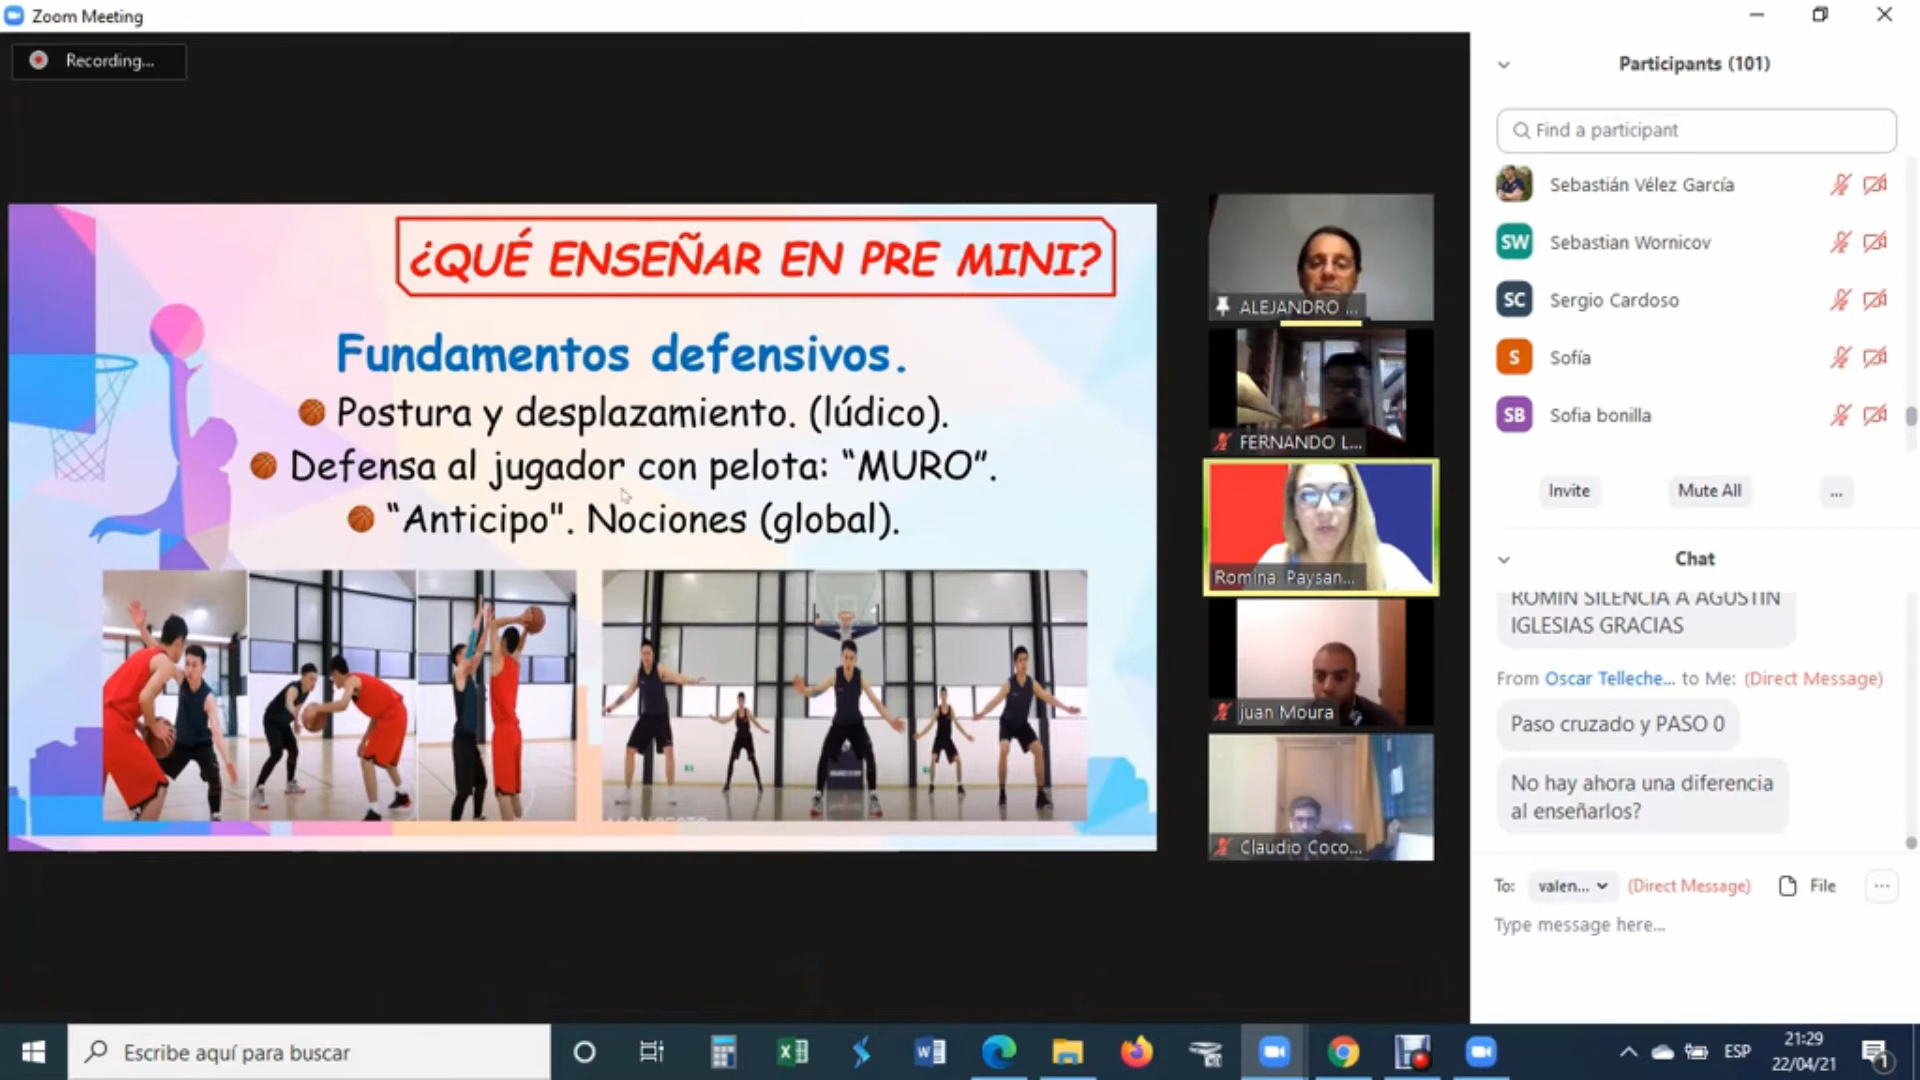 Zoom Meeting
Recording...
¿QUÉ ENSEÑAR EN PRE MINI?
Fundamentos defensivos.
Postura y desplazamiento. (lúdico).
Defensa al jugador con pelota: “MURO”.
“Anticipo". Nociones (global).
ALEJANDRO ...
FERNANDO L...
Romina. Paysan...
juan Moura
Claudio Coco...
Participants (101)
Find a participant
Sebastián Vélez García
SW Sebastian Wornicov
SC Sergio Cardoso
S Sofía
SB Sofia bonilla
Invite Mute All ...
Chat
ROMIN SILENCIA A AGUSTIN
IGLESIAS GRACIAS
From Oscar Telleche... to Me: (Direct Message)
Paso cruzado y PASO 0
No hay ahora una diferencia
al enseñarlos?
To: valen... (Direct Message) File ...
Type message here...
Escribe aquí para buscar
ESP
21:29
22/04/21
1